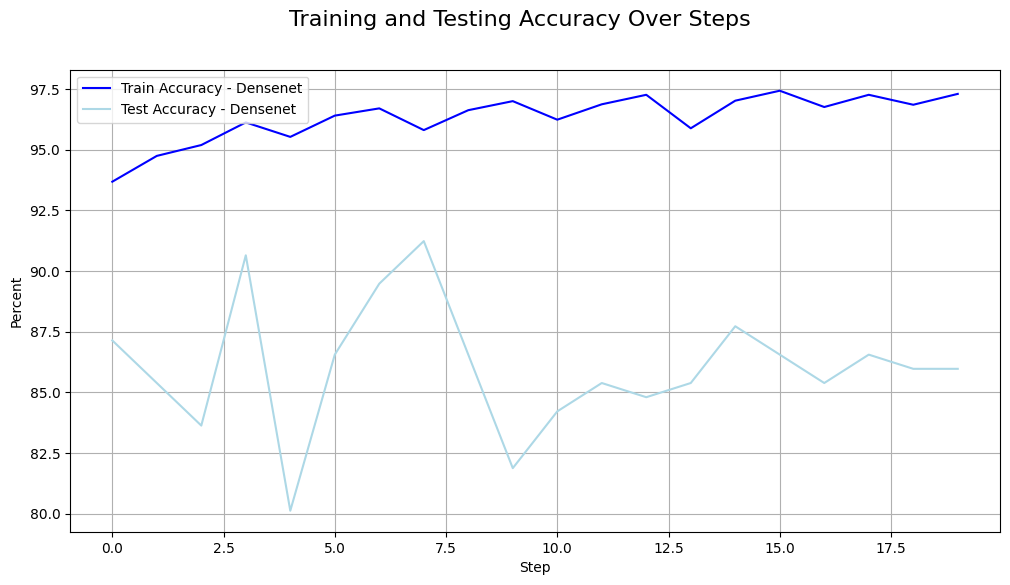 Training and Testing Accuracy Over Steps
Train Accuracy - Densenet
Test Accuracy - Densenet
97.5
95.0
92.5
90.0
87.5
85.0
82.5
80.0
Percent
0.0 2.5 5.0 7.5 10.0 12.5 15.0 17.5
Step